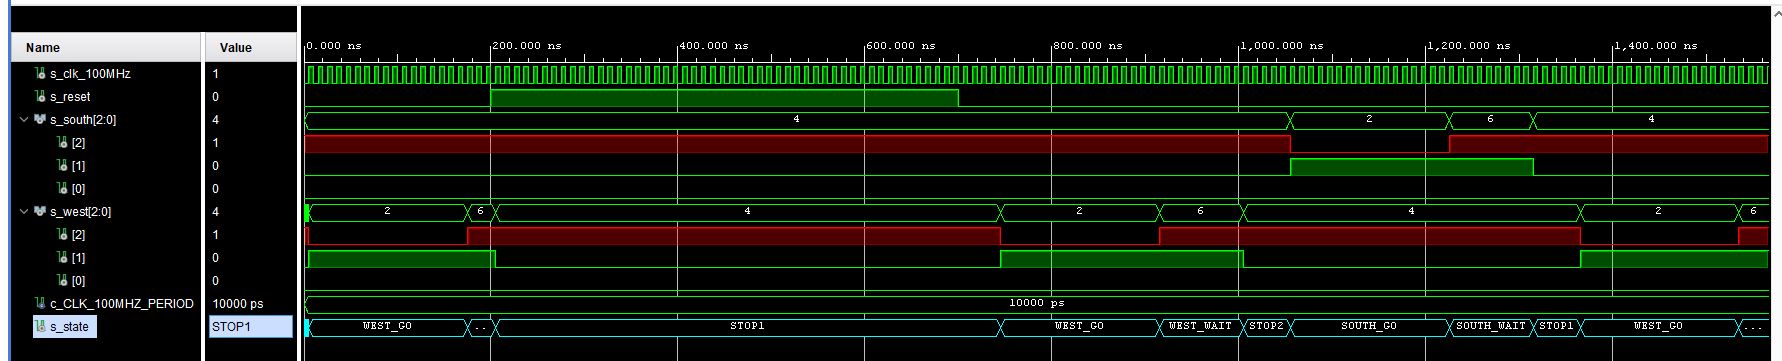 Name Value
0.000 ns 200.000 ns 400.000 ns 600.000 ns 800.000 ns 1,000.000 ns 1,200.000 ns 1,400.000 ns
s_clk_100MHz 1
s_reset 0
s_south[2:0] 4 4 2 6 4
[2] 1
[1] 0
[0] 0
s_west[2:0] 4 2 6 4 2 6 4 2 6
[2] 1
[1] 0
[0] 0
c_CLK_100MHZ_PERIOD 10000 ps 10000 ps
s_state STOP1 WEST_GO .. STOP1 WEST_GO WEST_WAIT STOP2 SOUTH_GO SOUTH_WAIT STOP1 WEST_GO ...